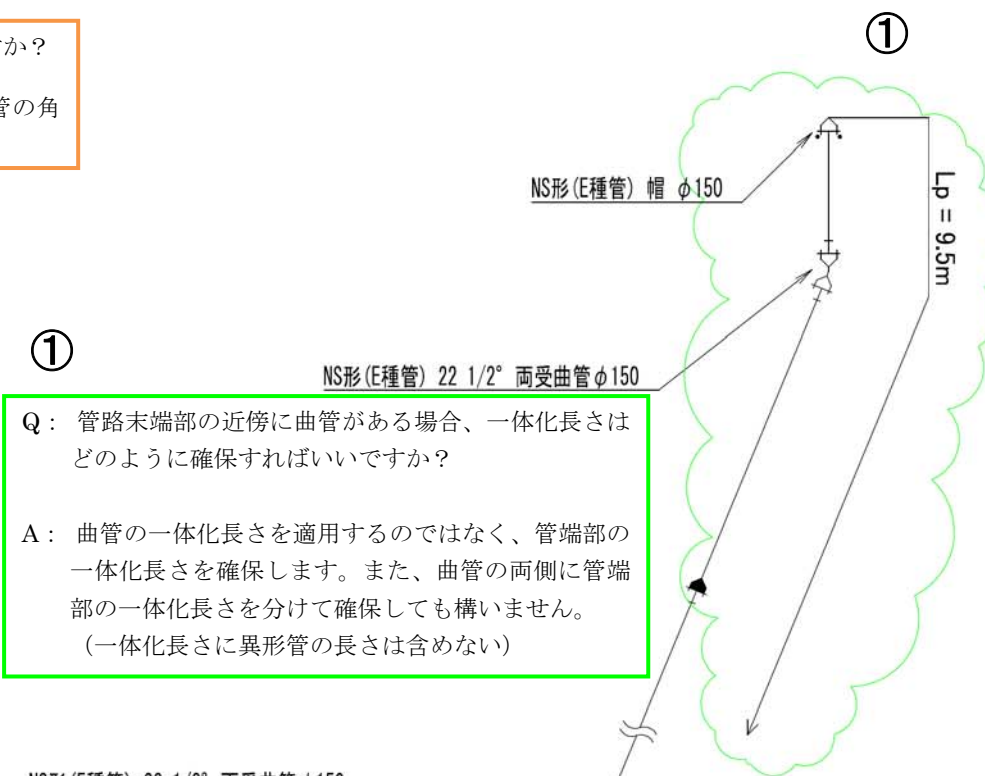 ①
か？
管の角
NS形(E種管) 帽 φ150
Lp = 9.5m
①
NS形(E種管) 22 1/2° 両受曲管φ150
Q： 管路末端部の近傍に曲管がある場合、一体化長さは
どのように確保すればいいですか？
A： 曲管の一体化長さを適用するのではなく、管端部の
一体化長さを確保します。また、曲管の両側に管端
部の一体化長さを分けて確保しても構いません。
（一体化長さに異形管の長さは含めない）